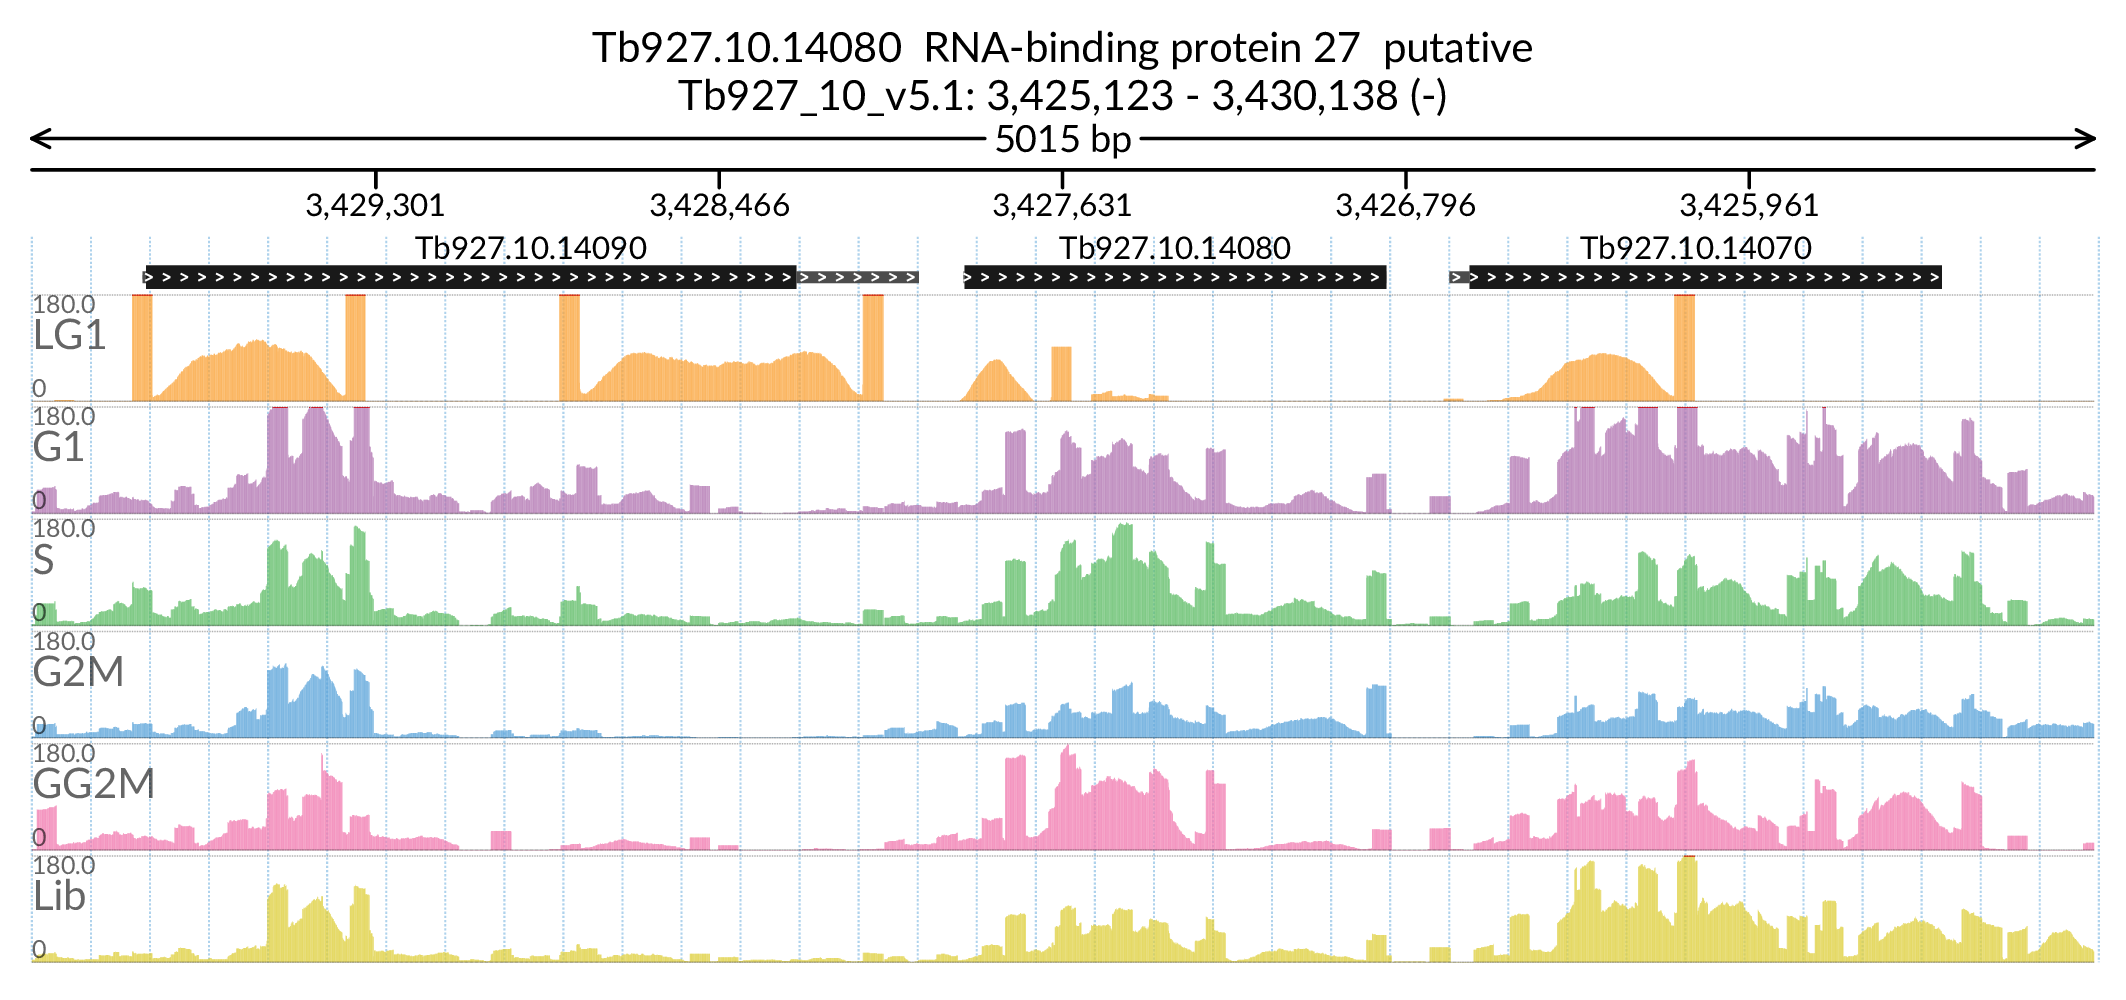 Tb927.10.14080  RNA-binding protein 27  putative
Tb927_10_v5.1: 3,425,123 - 3,430,138 (-)
5015 bp
3,429,301 3,428,466 3,427,631 3,426,796 3,425,961
Tb927.10.14090 Tb927.10.14080 Tb927.10.14070
180.0
LG1
0
180.0
G1
0
180.0
S
0
180.0
G2M
0
180.0
GG2M
0
180.0
Lib
0